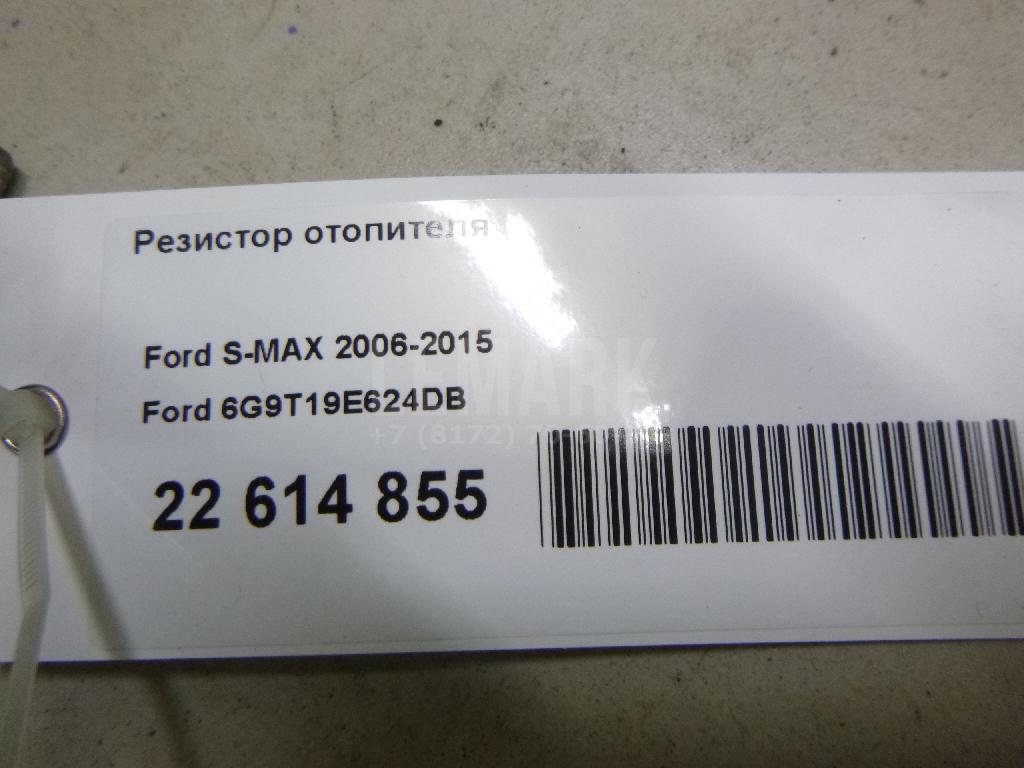 Резистор отопителя
Ford S-MAX 2006-2015
LEMARK
Ford 6G9T19E624DB
+7 (8172)
22 614 855